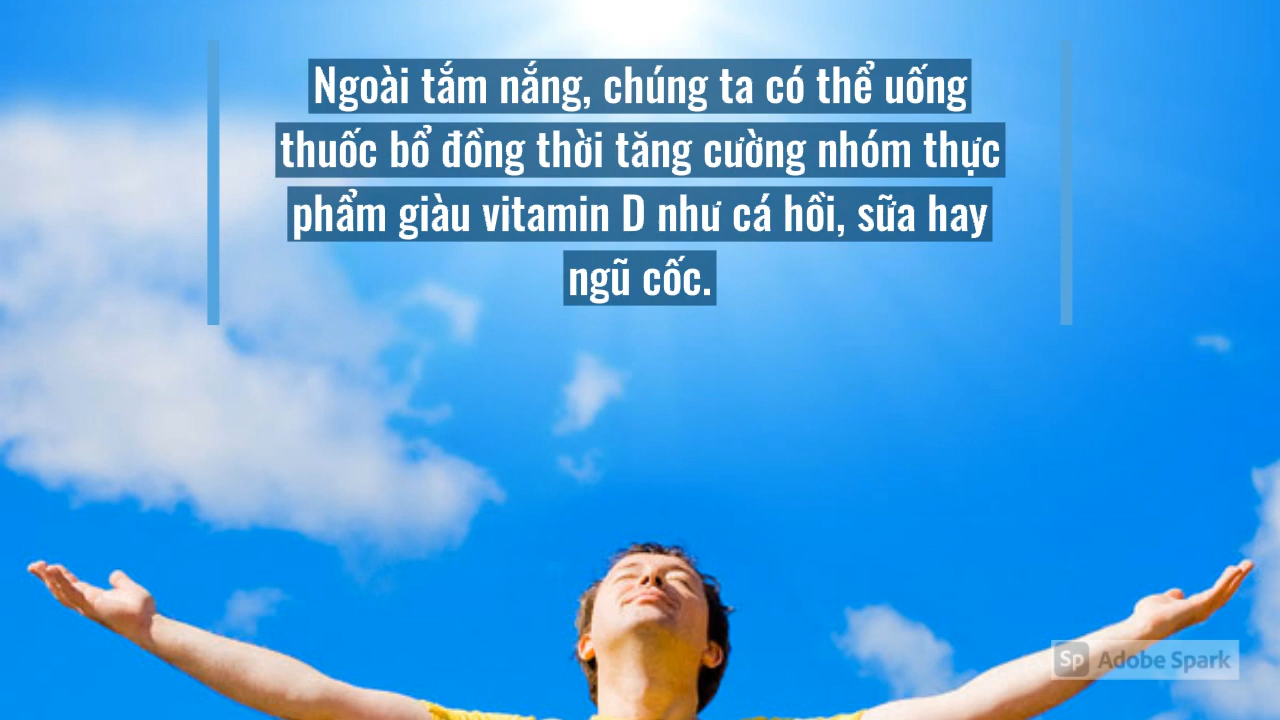 Ngoài tắm nắng, chúng ta có thể uống
thuốc bổ đồng thời tăng cường nhóm thực
phẩm giàu vitamin D như cá hồi, sữa hay
ngũ cốc.
Sp Adobe Spark